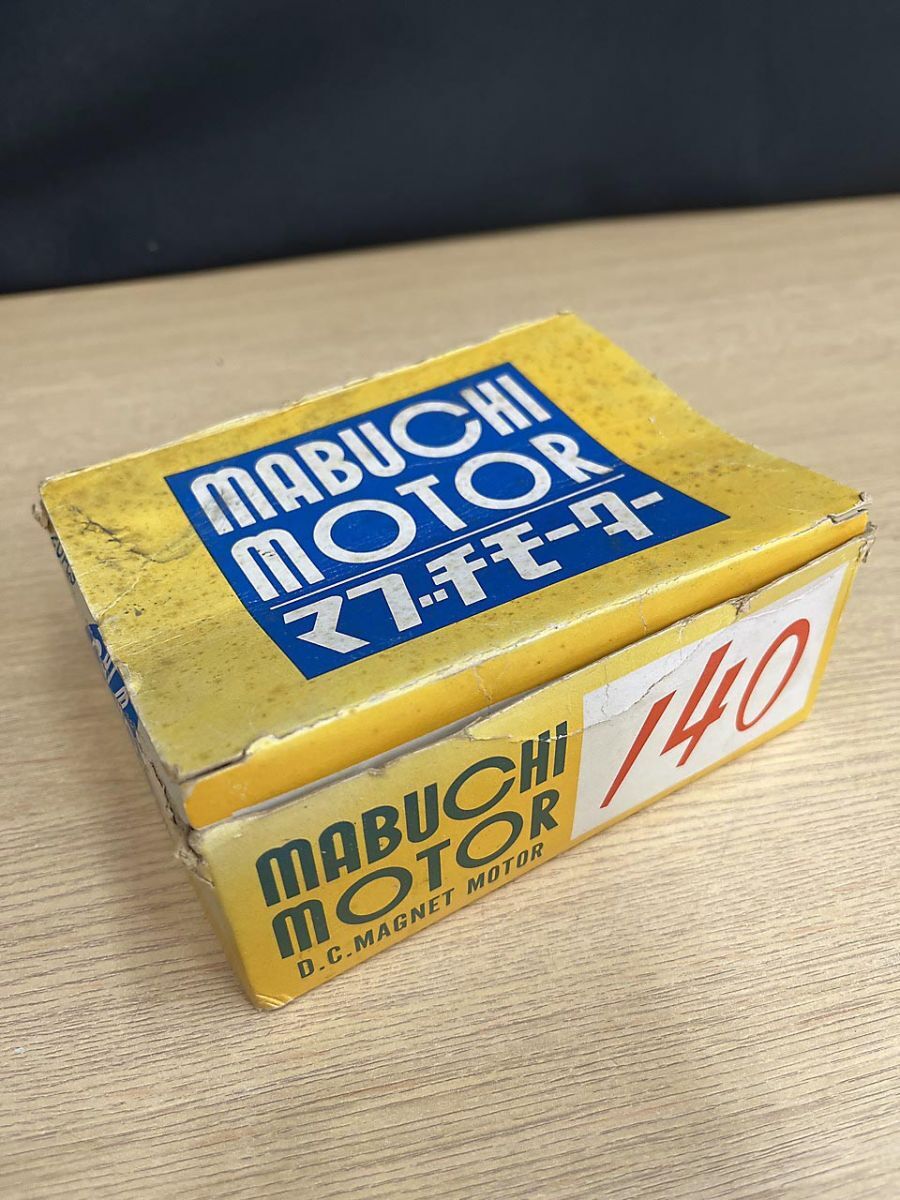 MABUCHI
MOTOR
マブチモーター
MABUCHI
MOTOR
D.C.MAGNET MOTOR
140